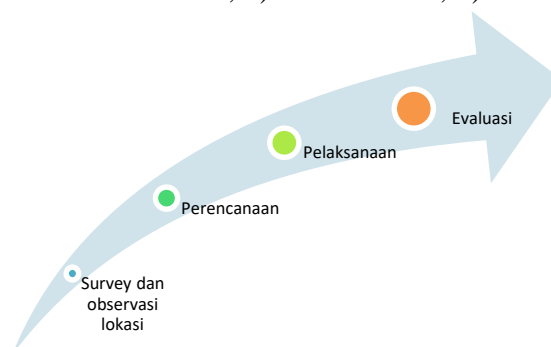 Evaluasi
Pelaksanaan
Perencanaan
Survey dan
observasi
lokasi